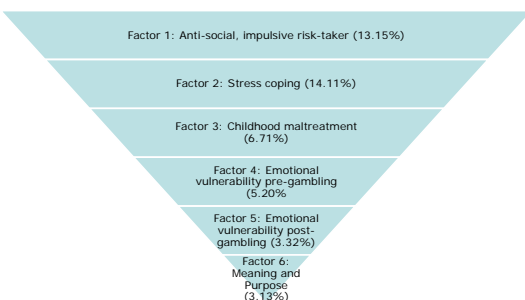 Factor 1: Anti-social, impulsive risk-taker (13.15%)
Factor 2: Stress coping (14.11%)
Factor 3: Childhood maltreatment
(6.71%)
Factor 4: Emotional
vulnerability pre-gambling
(5.20%
Factor 5: Emotional
vulnerability post-
gambling (3.32%)
Factor 6:
Meaning and
Purpose
(3.13%)